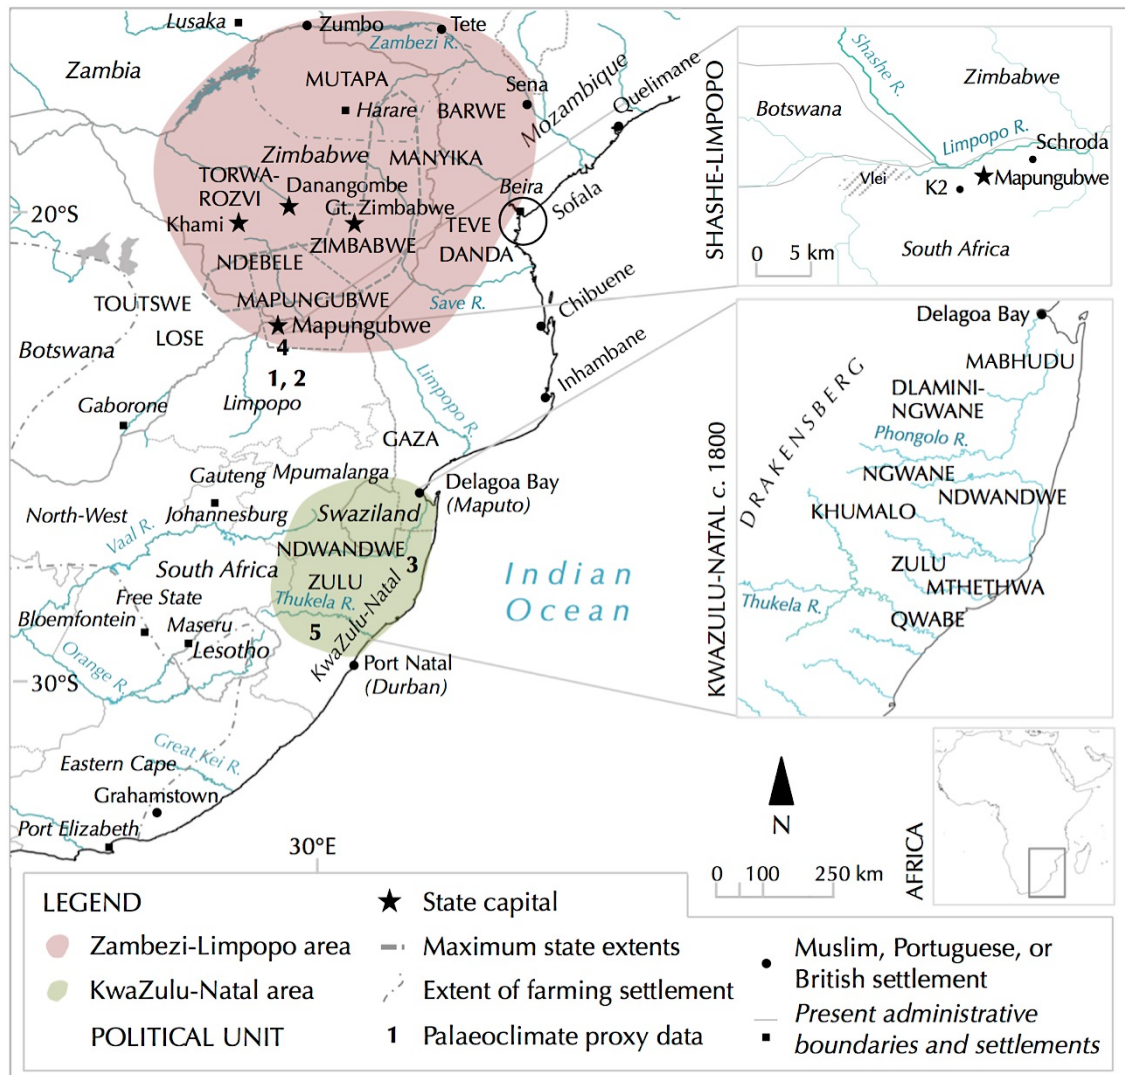 Lusaka
Zumbo
Tete
Zambezi R.
Zambia
MUTAPA
Harare
BARWE
Sena
Mozambique
Quelimane
Zimbabwe
MANYIKA
TORWA-
ROZVI
Danangombe
Gt. Zimbabwe
Khami
ZIMBABWE
Beira
Sofala
20°S
TEVE
DANDA
NDEBELE
TOUTSWE
MAPUNGUBWE
Save R.
Chibuene
LOSE
Mapungubwe
Botswana
4
1, 2
Inhambane
Gaborone
Limpopo
Limpopo R.
GAZA
Gauteng
Mpumalanga
Delagoa Bay
(Maputo)
North-West
Johannesburg
Swaziland
Vaal R.
NDWANDWE
3
South Africa
ZULU
Indian
Ocean
Free State
Thukela R.
KwaZulu-Natal
Bloemfontein
Maseru
5
Lesotho
Port Natal
(Durban)
Orange R.
30°S
Great Kei R.
Eastern Cape
Grahamstown
Port Elizabeth
30°E
SHASHE-LIMPOPO
Shashe R.
Zimbabwe
Botswana
Limpopo R.
Schroda
Vlei
K2
Mapungubwe
0 5 km
South Africa
KWAZULU-NATAL c. 1800
Delagoa Bay
MABHUDU
DRAKENSBERG
DLAMINI-
NGWANE
Phongolo R.
NGWANE
NDWANDWE
KHUMALO
ZULU
MTHETHWA
Thukela R.
QWABE
N
0 100 250 km
AFRICA
LEGEND
Zambezi-Limpopo area
KwaZulu-Natal area
POLITICAL UNIT
State capital
Maximum state extents
Extent of farming settlement
1 Palaeoclimate proxy data
Muslim, Portuguese, or
British settlement
Present administrative
boundaries and settlements